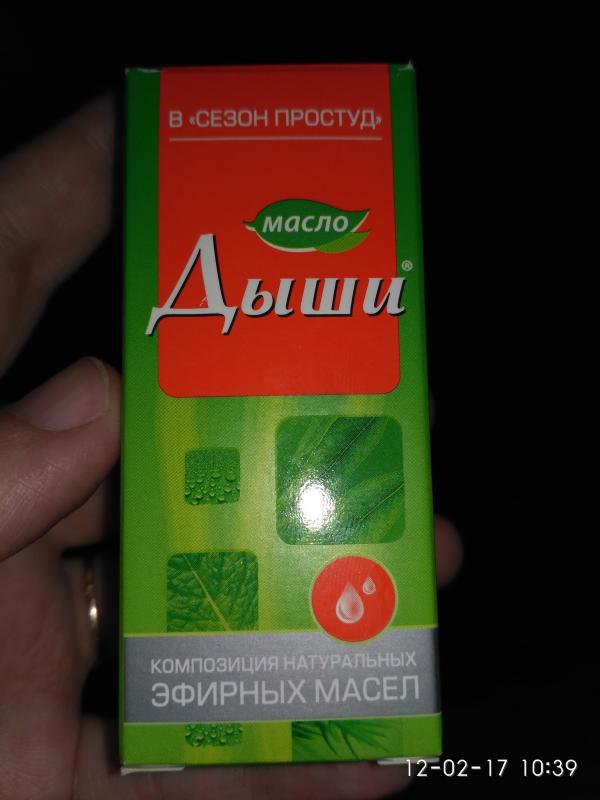 В «СЕЗОН ПРОСТУД»
масло
Дыши®
КОМПОЗИЦИЯ НАТУРАЛЬНЫХ
ЭФИРНЫХ МАСЕЛ
12-02-17 10:39